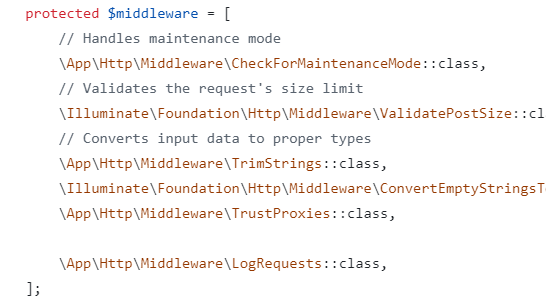 protected $middleware = [
// Handles maintenance mode
\App\Http\Middleware\CheckForMaintenanceMode::class,
// Validates the request's size limit
\Illuminate\Foundation\Http\Middleware\ValidatePostSize::cl
// Converts input data to proper types
\App\Http\Middleware\TrimStrings::class,
\Illuminate\Foundation\Http\Middleware\ConvertEmptyStringsT
\App\Http\Middleware\TrustProxies::class,
\App\Http\Middleware\LogRequests::class,
];